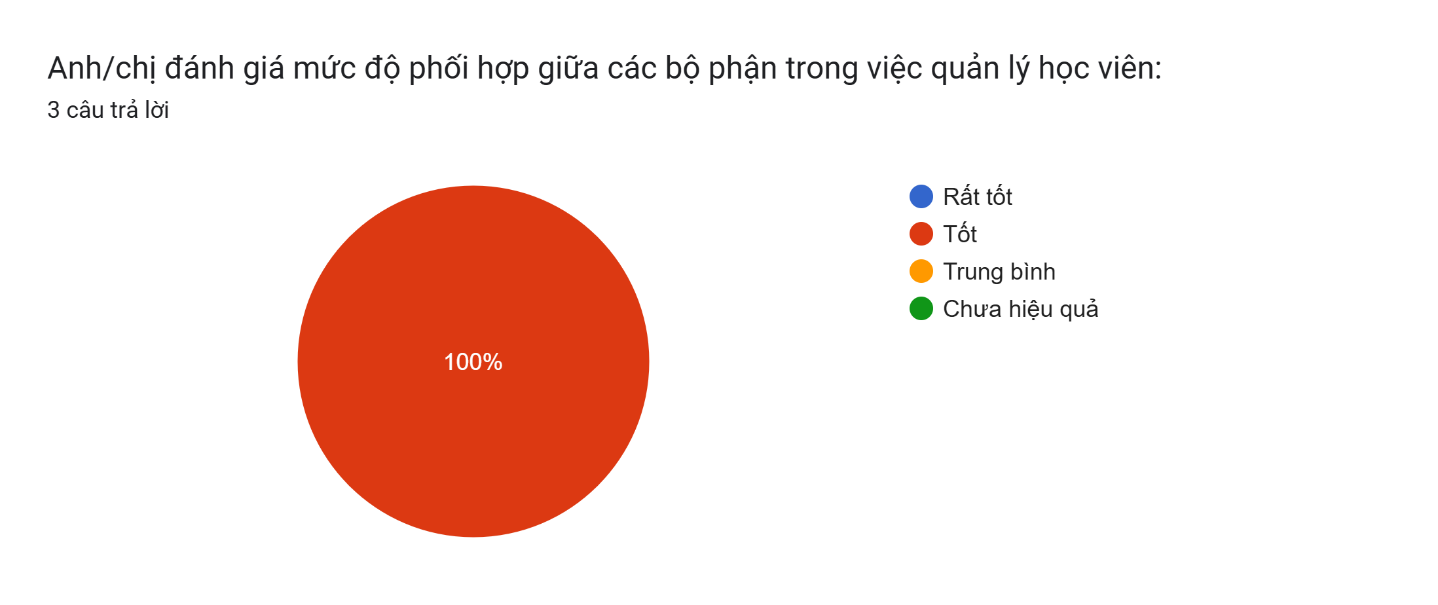 Anh/chị đánh giá mức độ phối hợp giữa các bộ phận trong việc quản lý học viên:
3 câu trả lời
100%
Rất tốt
Tốt
Trung bình
Chưa hiệu quả